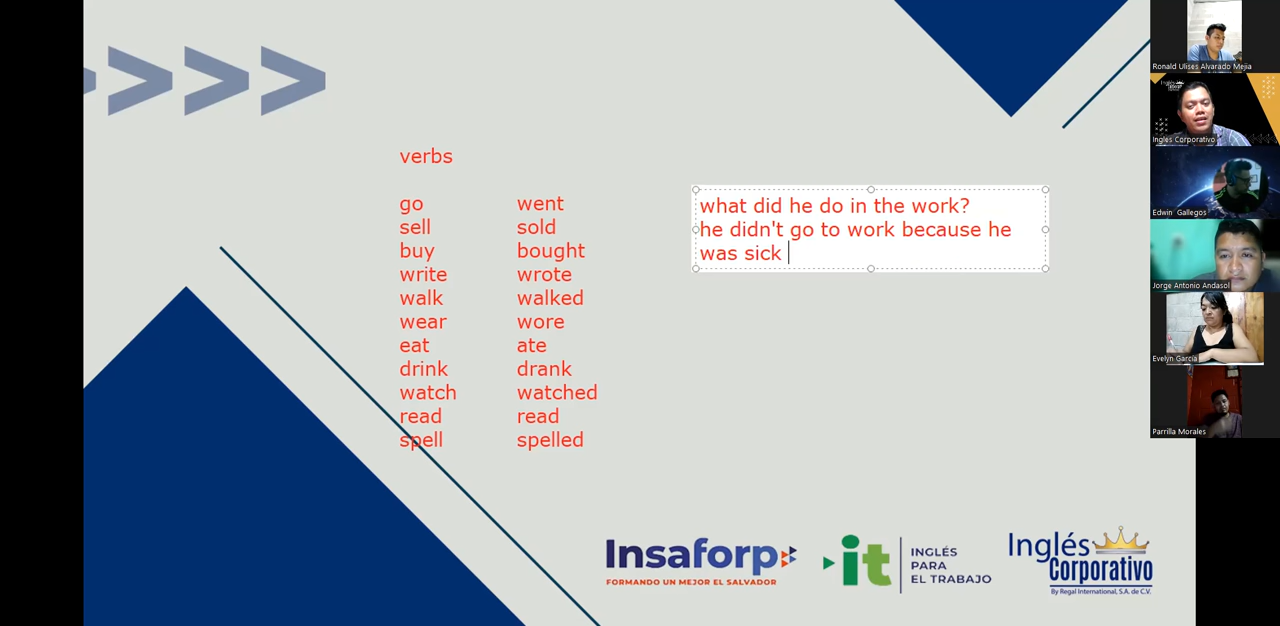 verbs
go went
sell sold
buy bought
write wrote
walk walked
wear wore
eat ate
drink drank
watch watched
read read
spell spelled
what did he do in the work?
he didn't go to work because he
was sick
Insaforp
FORMANDO UN MEJOR EL SALVADOR
it
INGLÉS
PARA
EL TRABAJO
Inglés
Corporativo
By Regal International, S.A. de C.V.
Ronald Ulises Alvarado Mejia
Ingles Corporativo
Edwin Gallegos
Jorge Antonio Andasol
Evelyn García
Parrilla Morales